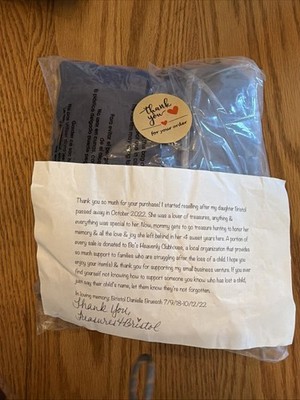 thank
you
for your order
Thank you so much for your purchase! I started reselling after my daughter Bristol
passed away in October 2022. She was a lover of treasures, anything &
everything was special to her. Now, mommy gets to go treasure hunting to honor her
memory & all the love & joy she left behind in her 4 sweet years here. A portion of
every sale is donated to Be's Heavenly Clubhouse, a local organization that provides
so much support to families who are struggling after the loss of a child. I hope you
enjoy your item(s) & thank you for supporting my small business venture. If you ever
find yourself not knowing how to support someone you know who has lost a child,
just say their child's name, let them know they're not forgotten.
In loving memory, Bristol Danielle 7/9/18-10/12/22
Thank You,
Treasures4Bristol